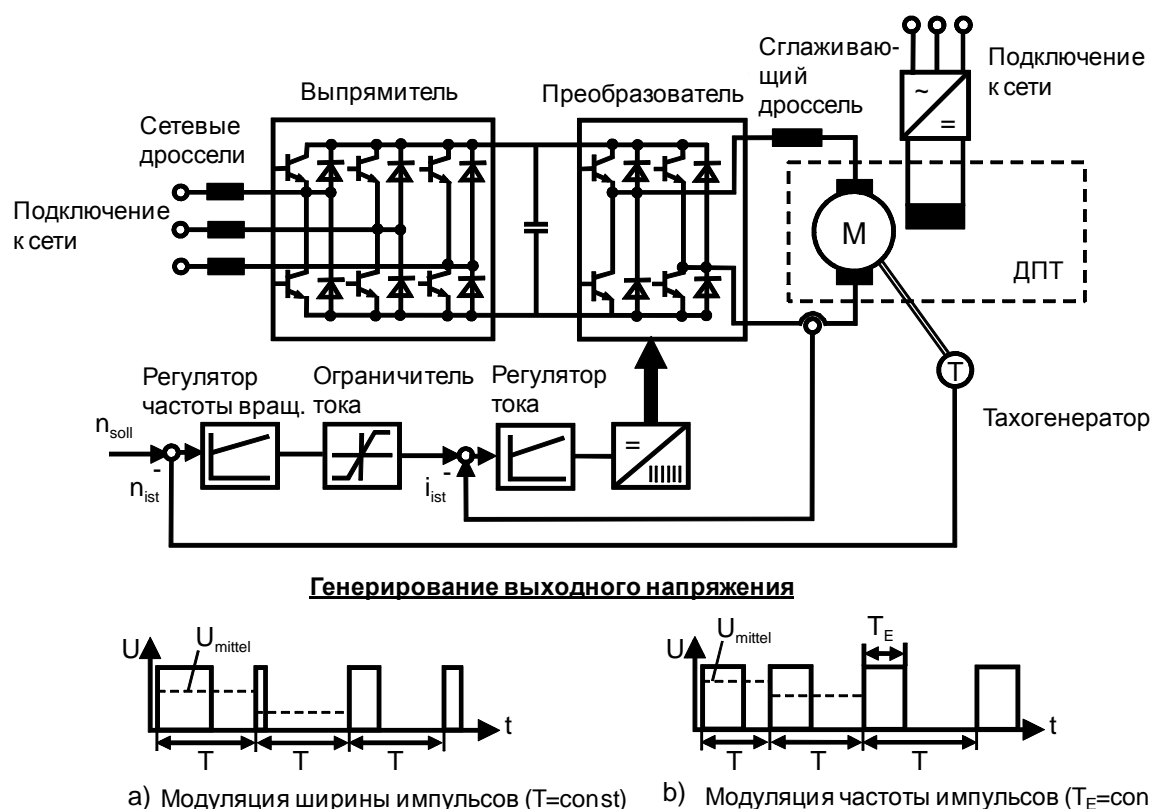 Сглаживаю-
щий
дроссель
Подключение
к сети
~
=
Выпрямитель
Преобразователь
Сетевые
дроссели
Подключение
к сети
M
ДПТ
T
Тахогенератор
Регулятор
частоты вращ.
Ограничитель
тока
Регулятор
тока
n_soll
-
n_ist
-
i_ist
=
Генерирование выходного напряжения
U
U_mittel
t
T
T
T
a) Модуляция ширины импульсов (T=const)
U
U_mittel
T_E
t
T
T
T
b) Модуляция частоты импульсов (T_E=con